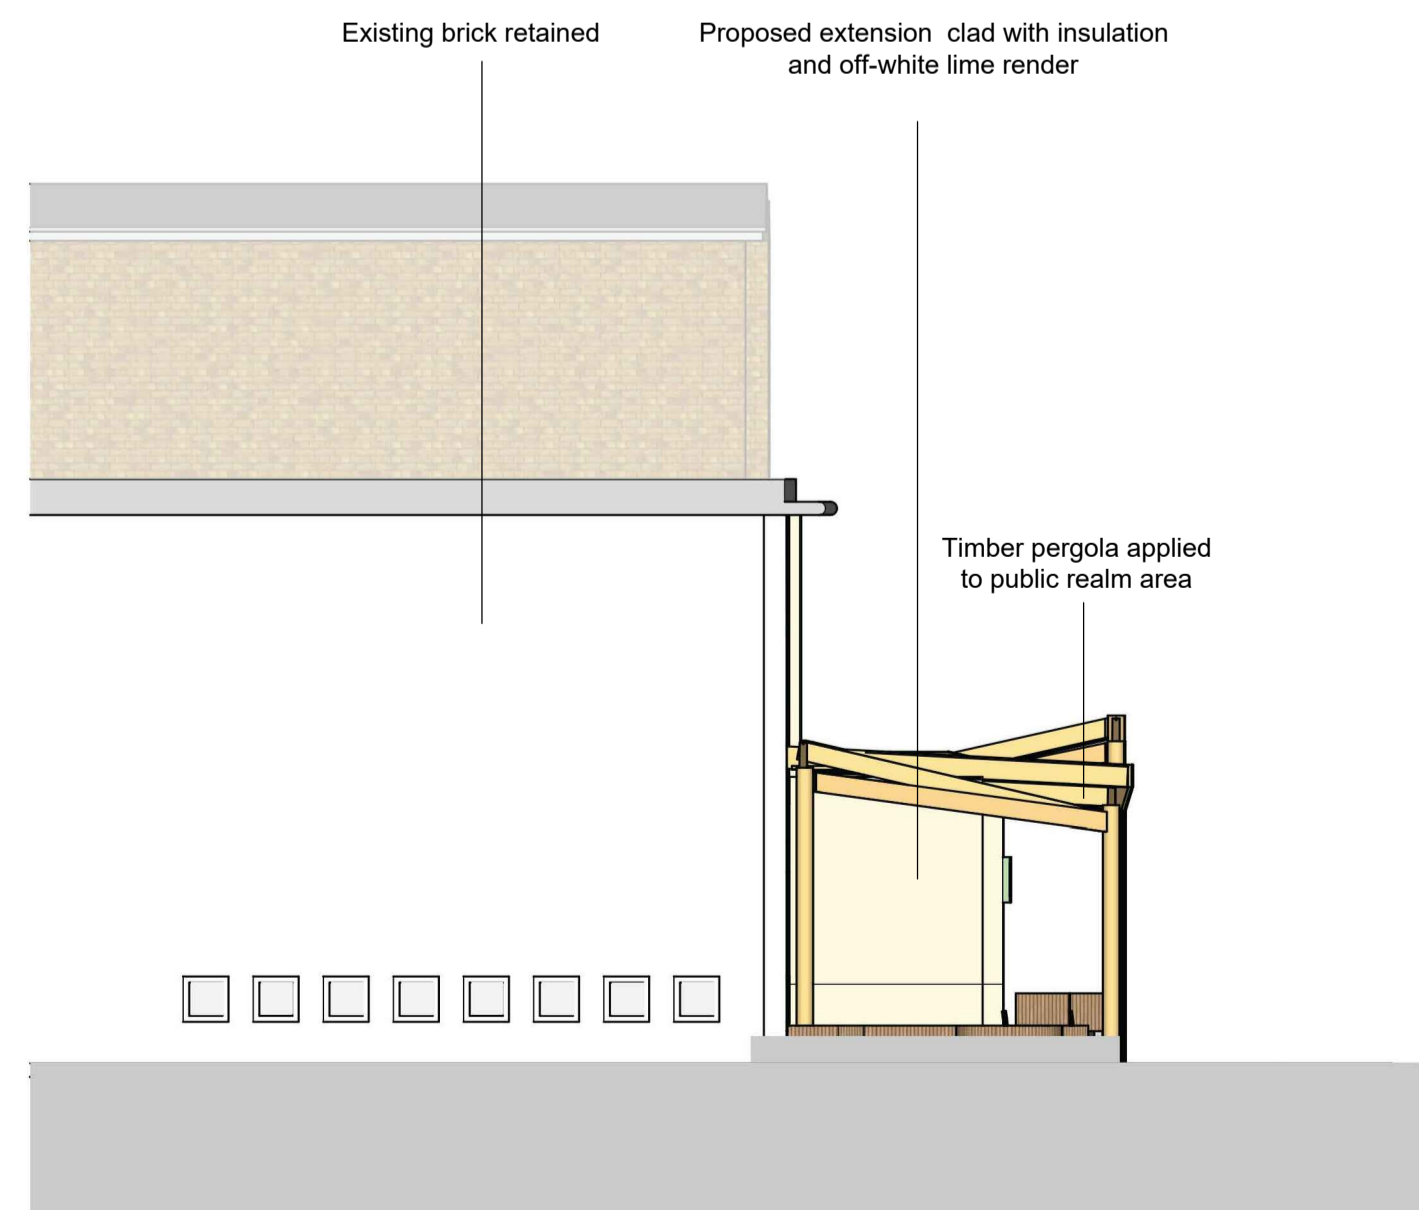 Existing brick retained
Proposed extension clad with insulation
and off-white lime render
Timber pergola applied
to public realm area